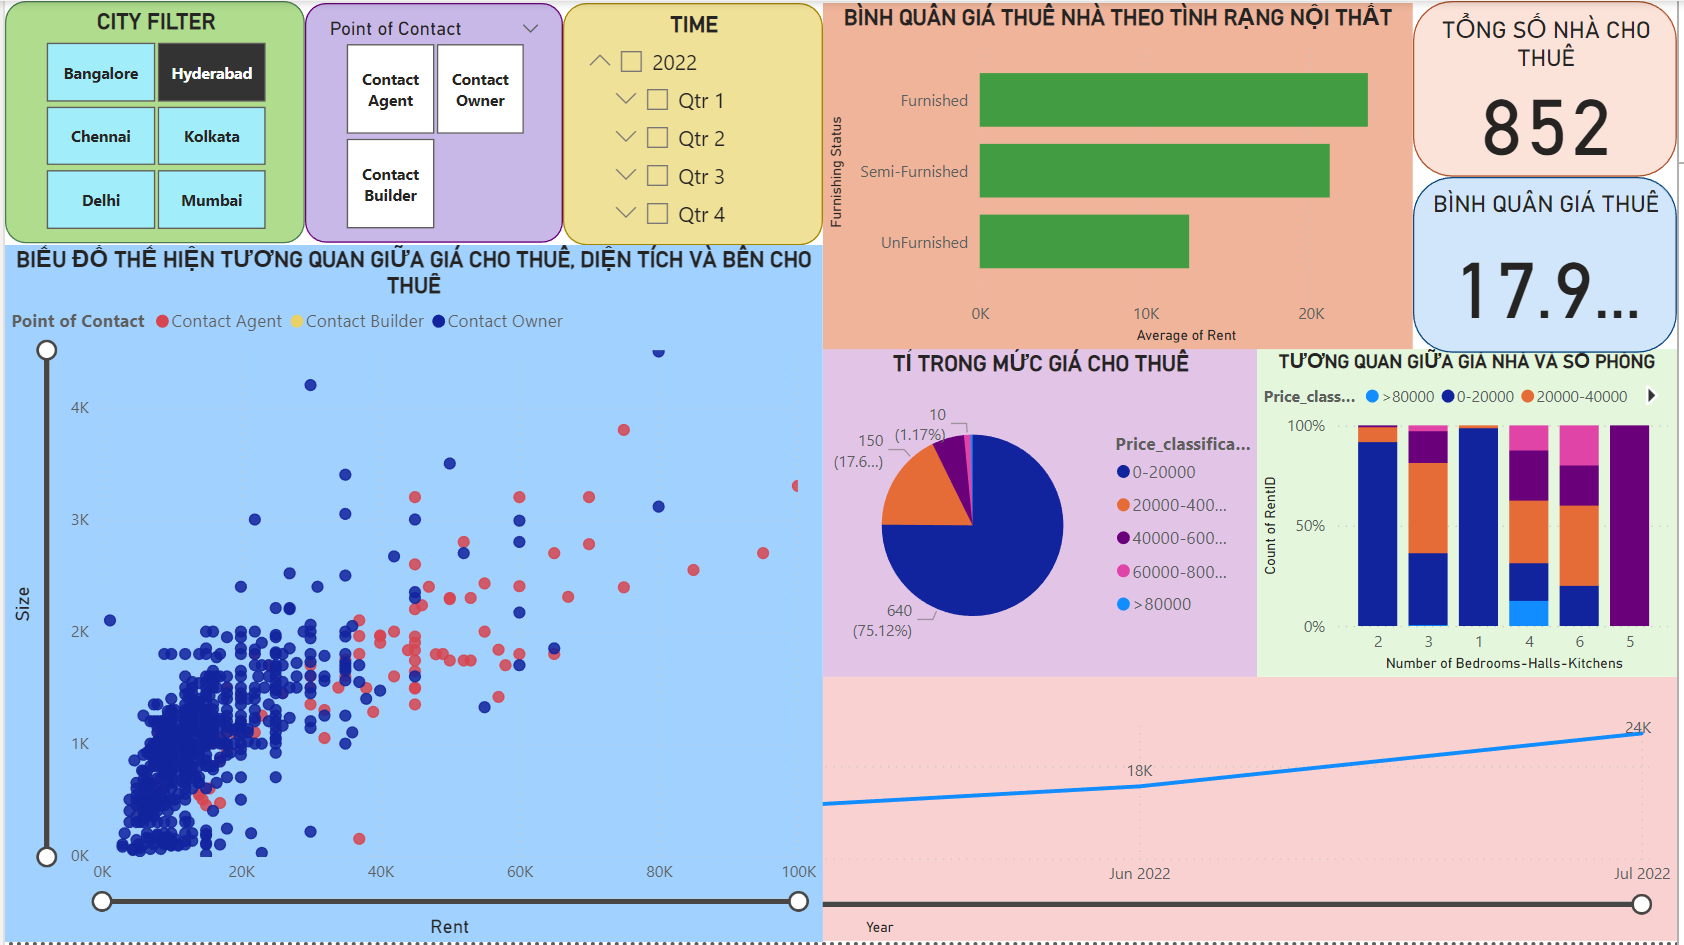 CITY FILTER
Bangalore
Hyderabad
Chennai
Kolkata
Delhi
Mumbai
Point of Contact
Contact
Agent
Contact
Owner
Contact
Builder
TIME
2022
Qtr 1
Qtr 2
Qtr 3
Qtr 4
BÌNH QUÂN GIÁ THUÊ NHÀ THEO TÌNH RẠNG NỘI THẤT
Furnishing Status
Furnished
Semi-Furnished
UnFurnished
0K
10K
20K
Average of Rent
TỔNG SỐ NHÀ CHO
THUÊ
852
BÌNH QUÂN GIÁ THUÊ
17.9...
BIỂU ĐỒ THỂ HIỆN TƯƠNG QUAN GIỮA GIÁ CHO THUÊ, DIỆN TÍCH VÀ BÊN CHO
THUÊ
Point of Contact Contact Agent Contact Builder Contact Owner
Size
4K
3K
2K
1K
0K
0K 20K 40K 60K 80K 100K
Rent
TỈ TRONG MỨC GIÁ CHO THUÊ
10
(1.17%)
150
(17.6...)
640
(75.12%)
Price_classifica...
0-20000
20000-400...
40000-600...
60000-800...
>80000
TƯƠNG QUAN GIỮA GIÁ NHÀ VÀ SỐ PHÒNG
Price_class... >80000 0-20000 20000-40000
Count of RentID
100%
50%
0%
2 3 1 4 6 5
Number of Bedrooms-Halls-Kitchens
18K
24K
Jun 2022
Jul 2022
Year